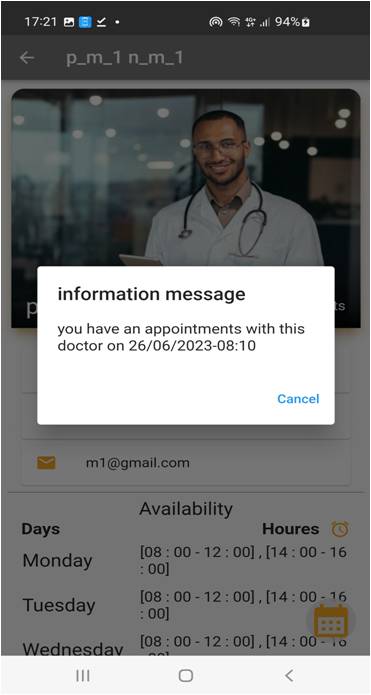 17:21 94%
p_m_1 n_m_1
p ts
information message
you have an appointments with this
doctor on 26/06/2023-08:10
Cancel
m1@gmail.com
Availability
Days Houres
Monday [08 : 00 - 12 : 00] , [14 : 00 - 16
: 00]
Tuesday [08 : 00 - 12 : 00] , [14 : 00 - 16
: 00]
Wednesday [08 : 00 - 12 : 00] , [14 : 00 - 16